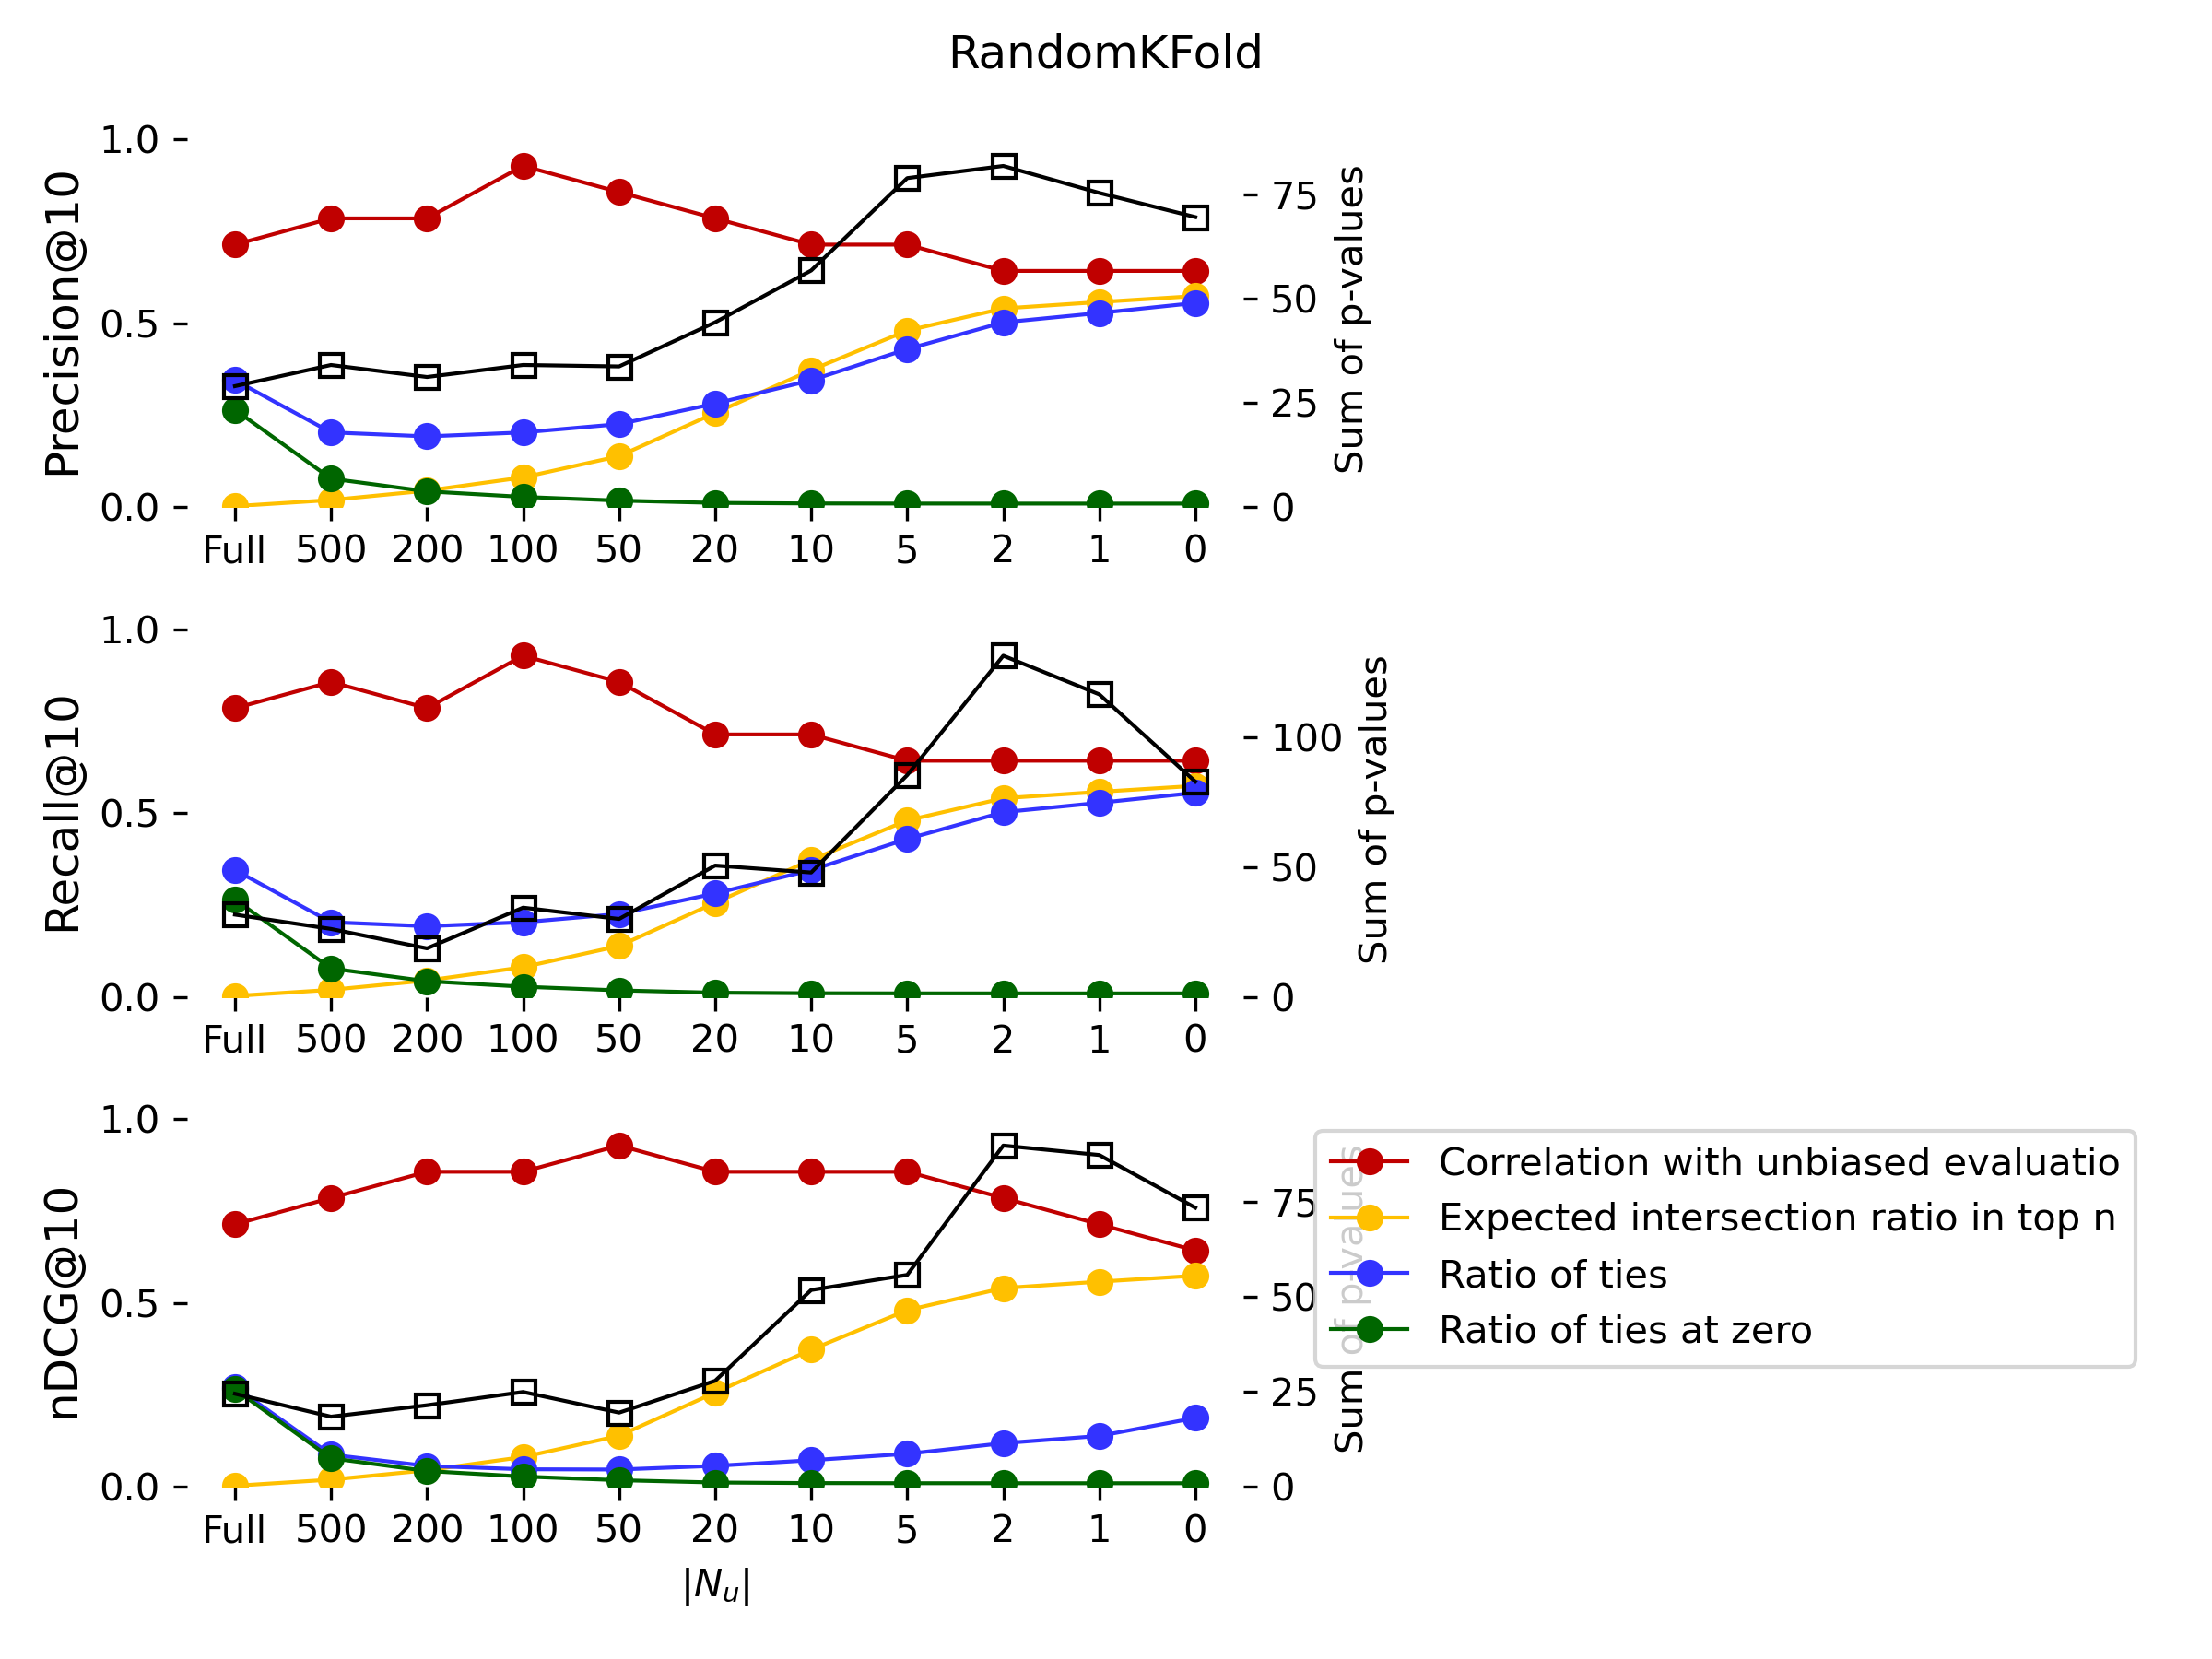 RandomKFold
Precision@10
1.0
0.5
0.0
Full 500 200 100 50 20 10 5 2 1 0
75
50
25
0
Sum of p-values
Recall@10
1.0
0.5
0.0
Full 500 200 100 50 20 10 5 2 1 0
100
50
0
Sum of p-values
nDCG@10
1.0
0.5
0.0
Full 500 200 100 50 20 10 5 2 1 0
|Nu|
75
50
25
0
Sum of p-values
Correlation with unbiased evaluatio
Expected intersection ratio in top n
Ratio of ties
Ratio of ties at zero